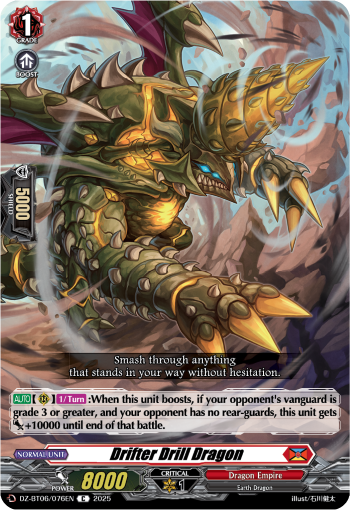 1
GRADE
BOOST
5000
SHIELD
Smash through anything
that stands in your way without hesitation.
AUTO 1/Turn :When this unit boosts, if your opponent's vanguard is
grade 3 or greater, and your opponent has no rear-guards, this unit gets
+10000 until end of that battle.
NORMAL UNIT
Drifter Drill Dragon
POWER
8000
CRITICAL
1
Dragon Empire
Earth Dragon
DZ-BT06/076EN C 2025
illust/石川健太